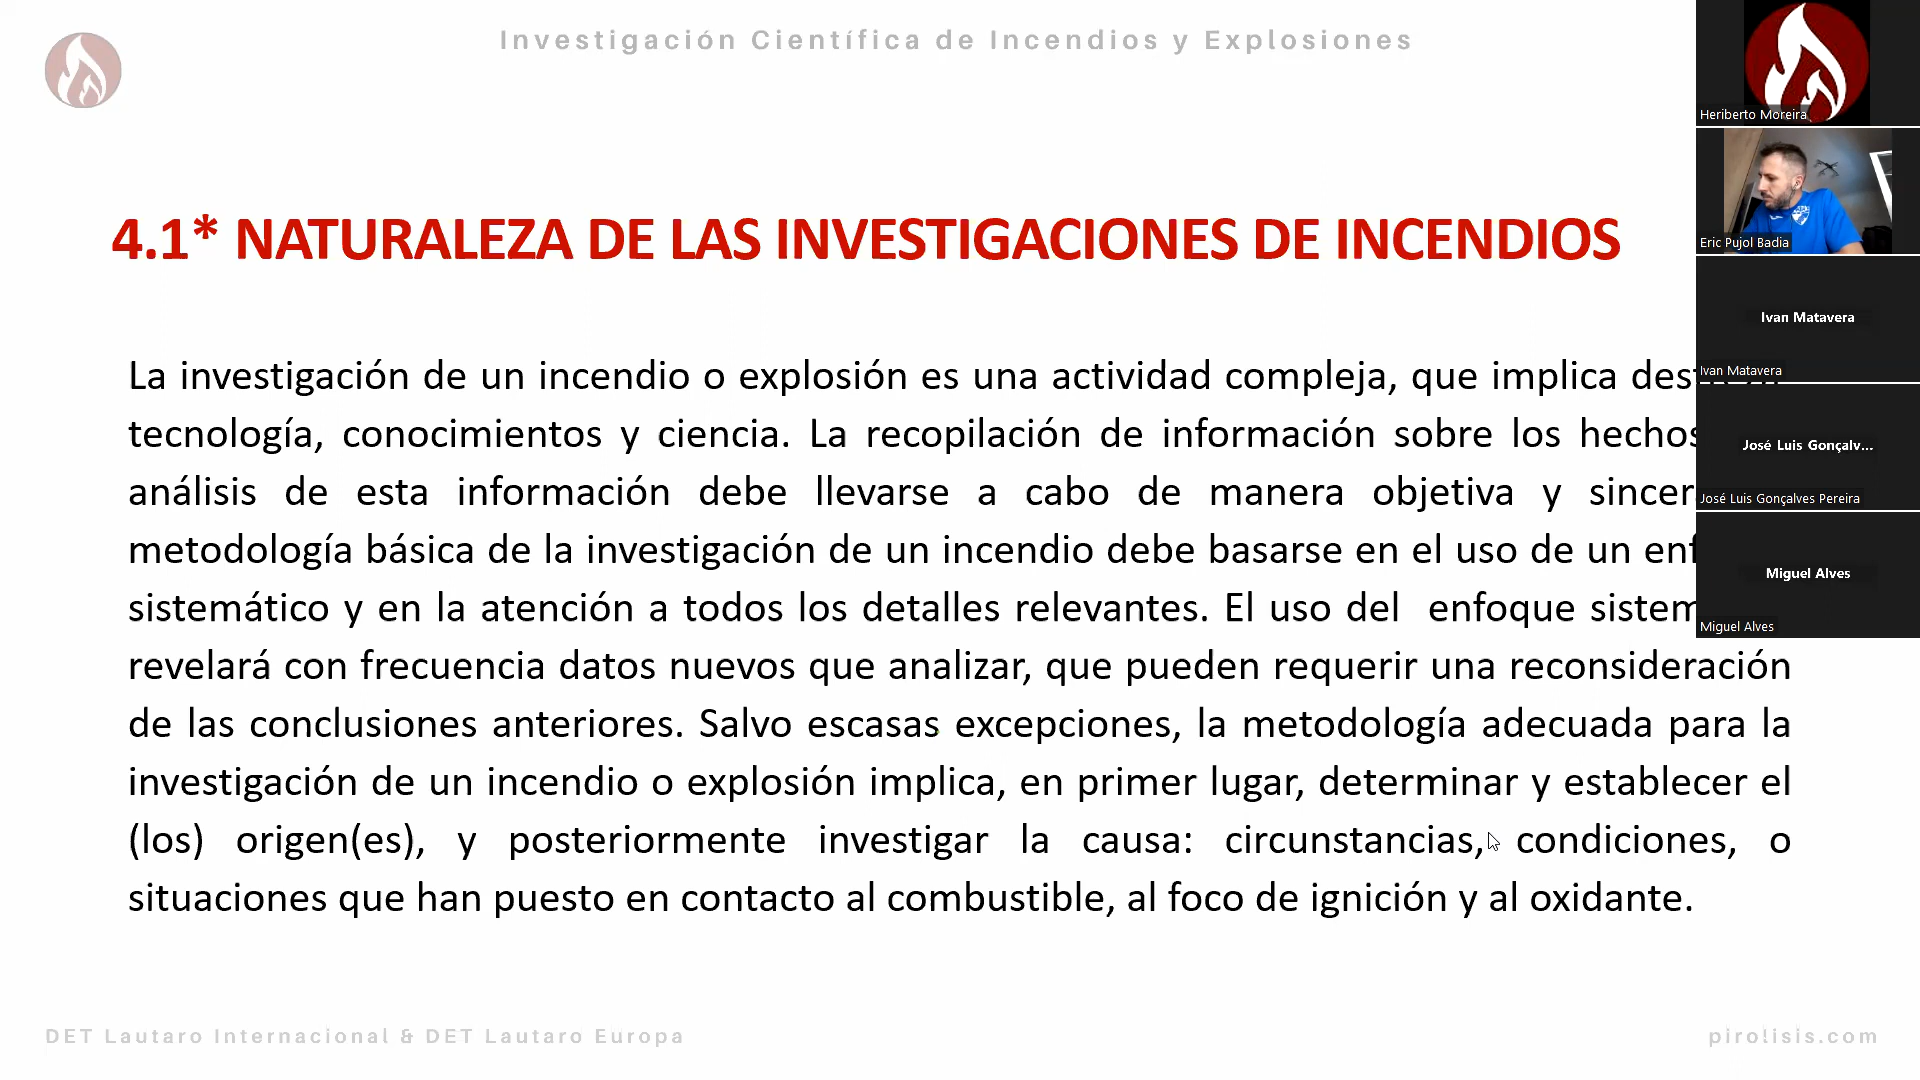 Investigación Científica de Incendios y Explosiones
4.1* NATURALEZA DE LAS INVESTIGACIONES DE INCENDIOS
La investigación de un incendio o explosión es una actividad compleja, que implica
tecnología, conocimientos y ciencia. La recopilación de información sobre los hechos
análisis de esta información debe llevarse a cabo de manera objetiva y
metodología básica de la investigación de un incendio debe basarse en el uso de un
sistemático y en la atención a todos los detalles relevantes. El uso del enfoque
revelará con frecuencia datos nuevos que analizar, que pueden requerir una reconsideración
de las conclusiones anteriores. Salvo escasas excepciones, la metodología adecuada para la
investigación de un incendio o explosión implica, en primer lugar, determinar y establecer el
(los) origen(es), y posteriormente investigar la causa: circunstancias, condiciones, o
situaciones que han puesto en contacto al combustible, al foco de ignición y al oxidante.
DET Lautaro Internacional & DET Lautaro Europa
pirolisis.com
Heriberto Moreira
Eric Pujol Badia
Ivan Matavera
Ivan Matavera
José Luis Gonçalv...
José Luis Gonçalves Pereira
Miguel Alves
Miguel Alves